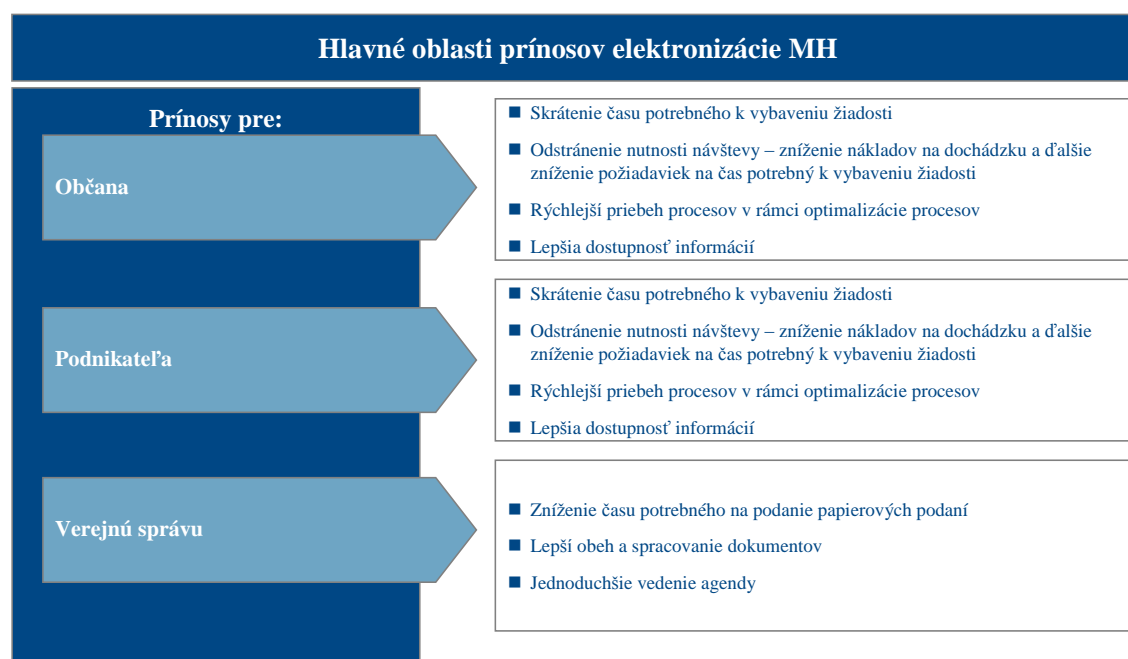 Hlavné oblasti prínosov elektronizácie MH
Prínosy pre:
Občana
Skrátenie času potrebného k vybaveniu žiadosti
Odstránenie nutnosti návštevy – zníženie nákladov na dochádzku a ďalšie
zníženie požiadaviek na čas potrebný k vybaveniu žiadosti
Rýchlejší priebeh procesov v rámci optimalizácie procesov
Lepšia dostupnosť informácií
Podnikateľa
Skrátenie času potrebného k vybaveniu žiadosti
Odstránenie nutnosti návštevy – zníženie nákladov na dochádzku a ďalšie
zníženie požiadaviek na čas potrebný k vybaveniu žiadosti
Rýchlejší priebeh procesov v rámci optimalizácie procesov
Lepšia dostupnosť informácií
Verejnú správu
Zníženie času potrebného na podanie papierových podaní
Lepší obeh a spracovanie dokumentov
Jednoduchšie vedenie agendy